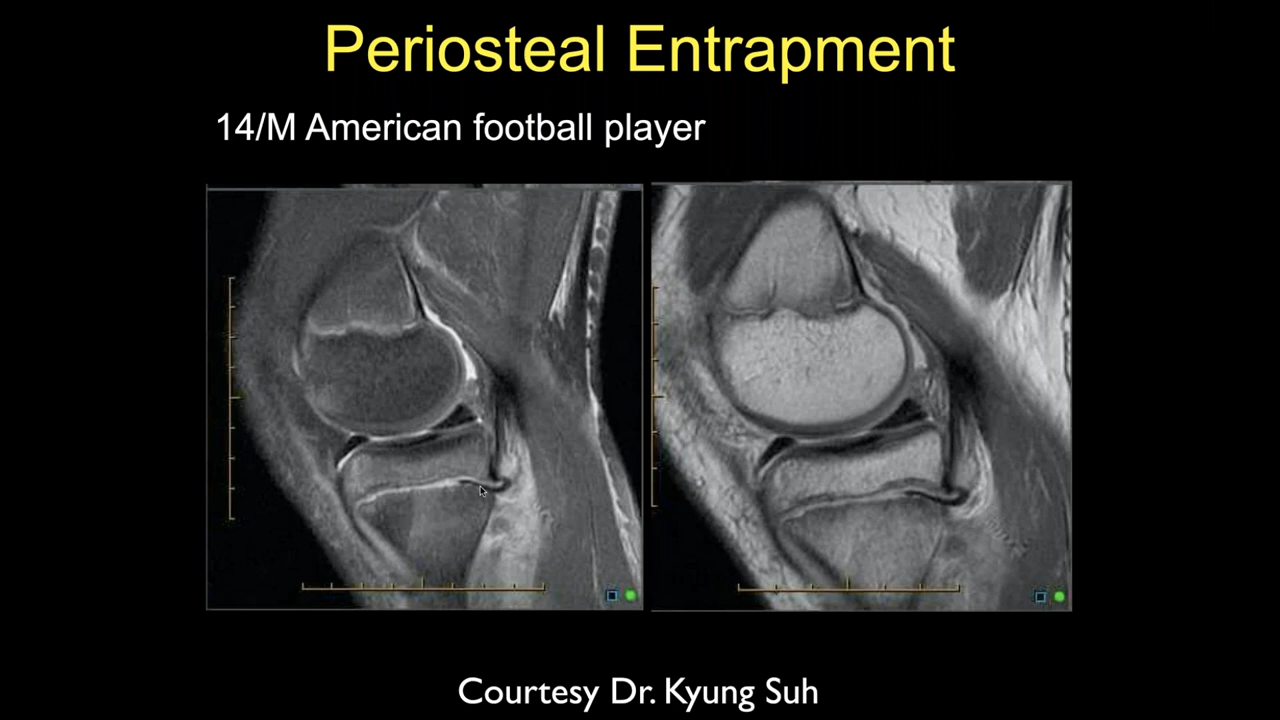 Periosteal Entrapment
14/M American football player
Courtesy Dr. Kyung Suh